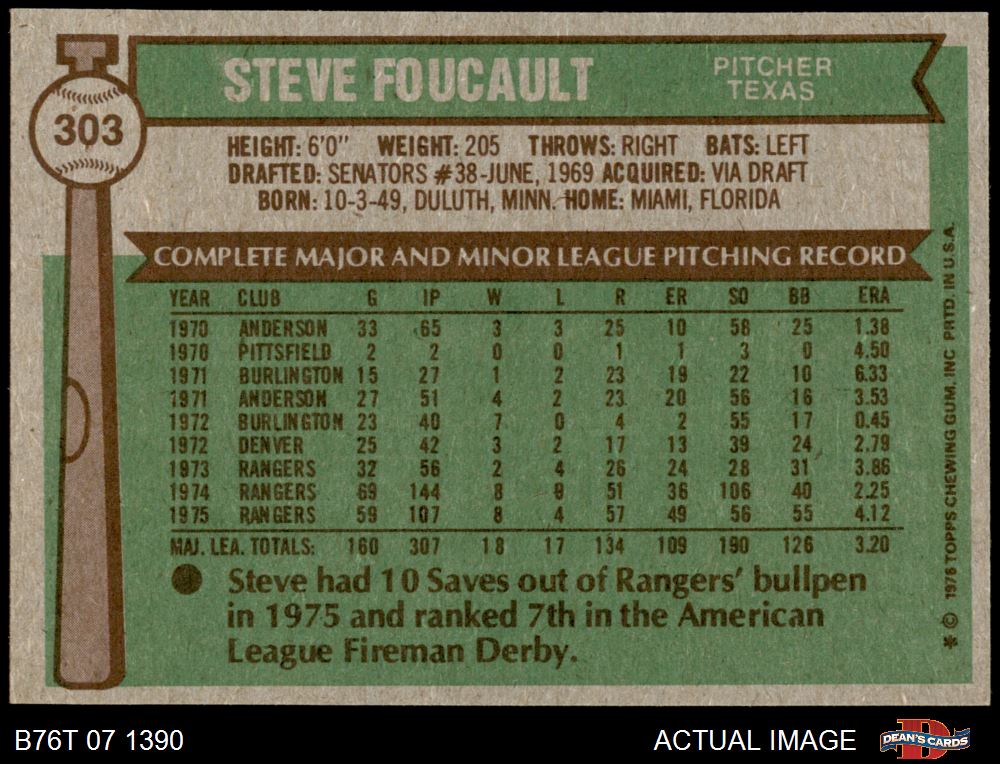 STEVE FOUCAULT
PITCHER
TEXAS
303
HEIGHT: 6'0" WEIGHT: 205 THROWS: RIGHT BATS: LEFT
DRAFTED: SENATORS #38-JUNE, 1969 ACQUIRED: VIA DRAFT
BORN: 10-3-49, DULUTH, MINN. HOME: MIAMI, FLORIDA
COMPLETE MAJOR AND MINOR LEAGUE PITCHING RECORD
YEAR CLUB G IP W L R ER SO BB ERA
1970 ANDERSON 33 65 3 3 25 10 58 25 1.38
1970 PITTSFIELD 2 2 0 0 1 1 3 0 4.50
1971 BURLINGTON 15 27 1 2 23 19 22 10 6.33
1971 ANDERSON 27 51 4 2 23 20 56 16 3.53
1972 BURLINGTON 23 40 7 0 4 2 55 17 0.45
1972 DENVER 25 42 3 2 17 13 39 24 2.79
1973 RANGERS 32 56 2 4 26 24 28 31 3.86
1974 RANGERS 69 144 8 9 51 36 106 40 2.25
1975 RANGERS 59 107 8 4 57 49 56 55 4.12
MAJ. LEA. TOTALS: 160 307 18 17 134 109 190 126 3.20
Steve had 10 Saves out of Rangers' bullpen
in 1975 and ranked 7th in the American
League Fireman Derby.
* © 1976 TOPPS CHEWING GUM, INC PRTD. IN U.S.A.
B76T 07 1390
ACTUAL IMAGE
DEAN'S CARDS